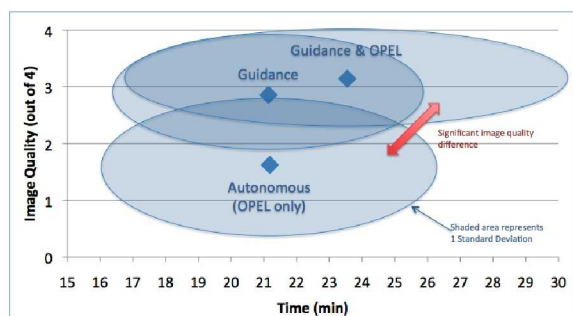 4
3
2
1
0
Image Quality (out of 4)
Guidance & OPEL
Guidance
Significant image quality
difference
Autonomous
(OPEL only)
Shaded area represents
1 Standard Deviation
15 16 17 18 19 20 21 22 23 24 25 26 27 28 29 30
Time (min)